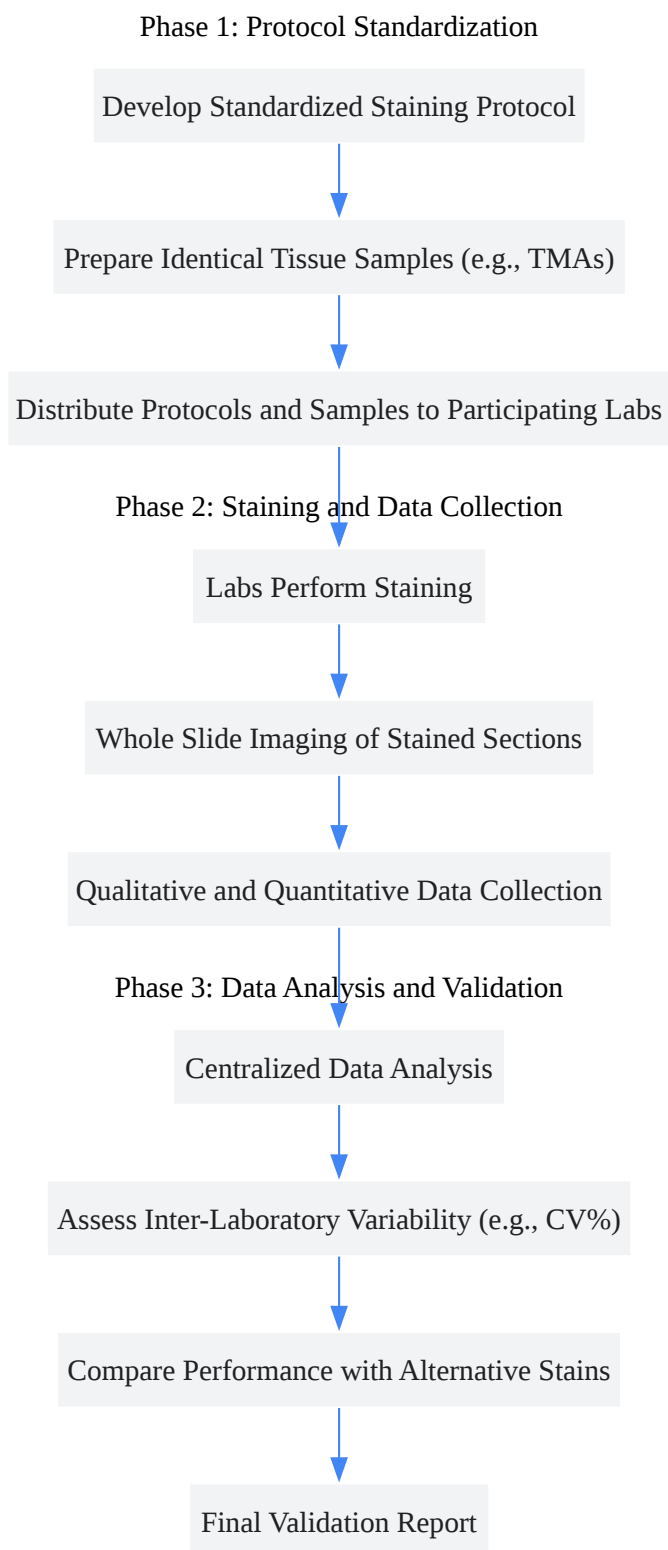 Phase 1: Protocol Standardization
Develop Standardized Staining Protocol
Prepare Identical Tissue Samples (e.g., TMAs)
Distribute Protocols and Samples to Participating Labs
Phase 2: Staining and Data Collection
Labs Perform Staining
Whole Slide Imaging of Stained Sections
Qualitative and Quantitative Data Collection
Phase 3: Data Analysis and Validation
Centralized Data Analysis
Assess Inter-Laboratory Variability (e.g., CV%)
Compare Performance with Alternative Stains
Final Validation Report